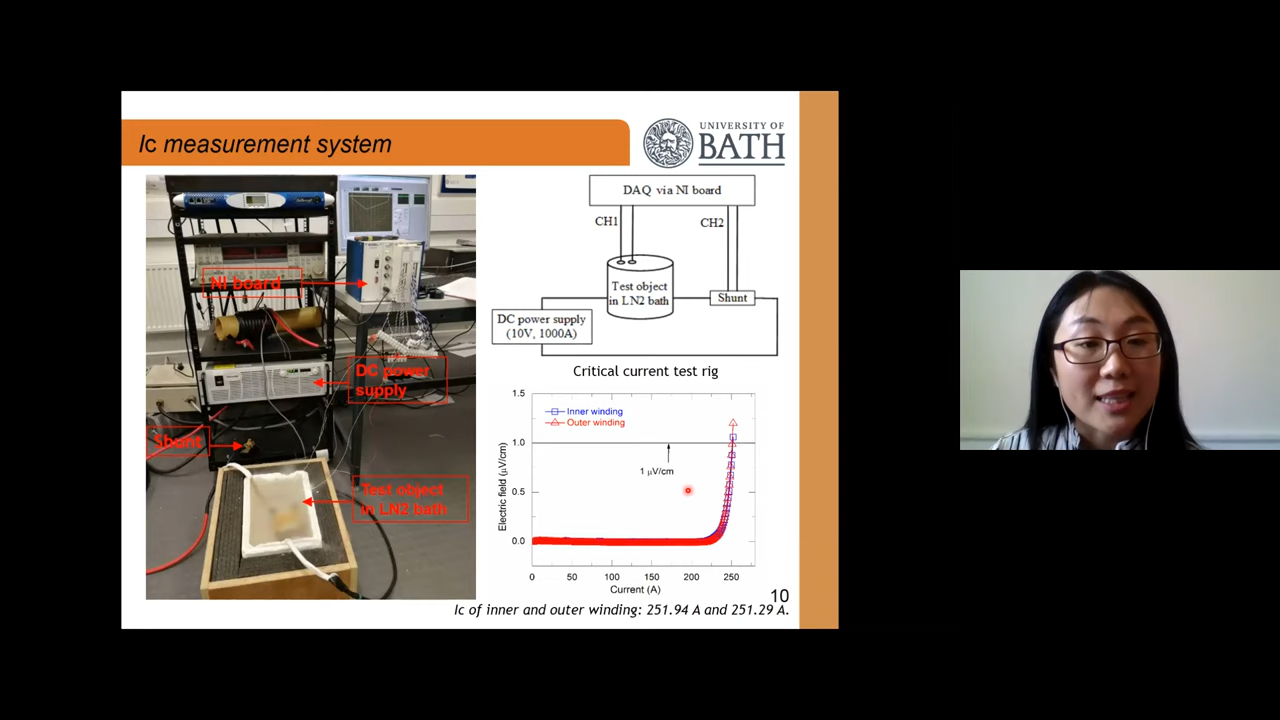 Ic measurement system
UNIVERSITY OF
BATH
NI board
DC power
supply
Shunt
Test object
in LN2 bath
DAQ via NI board
CH1
CH2
Test object
in LN2 bath
Shunt
DC power supply
(10V, 1000A)
Critical current test rig
1.5
1.0
0.5
0.0
Electric field (μV/cm)
Inner winding
Outer winding
1 μV/cm
0
50
100
150
200
250
Current (A)
10
Ic of inner and outer winding: 251.94 A and 251.29 A.